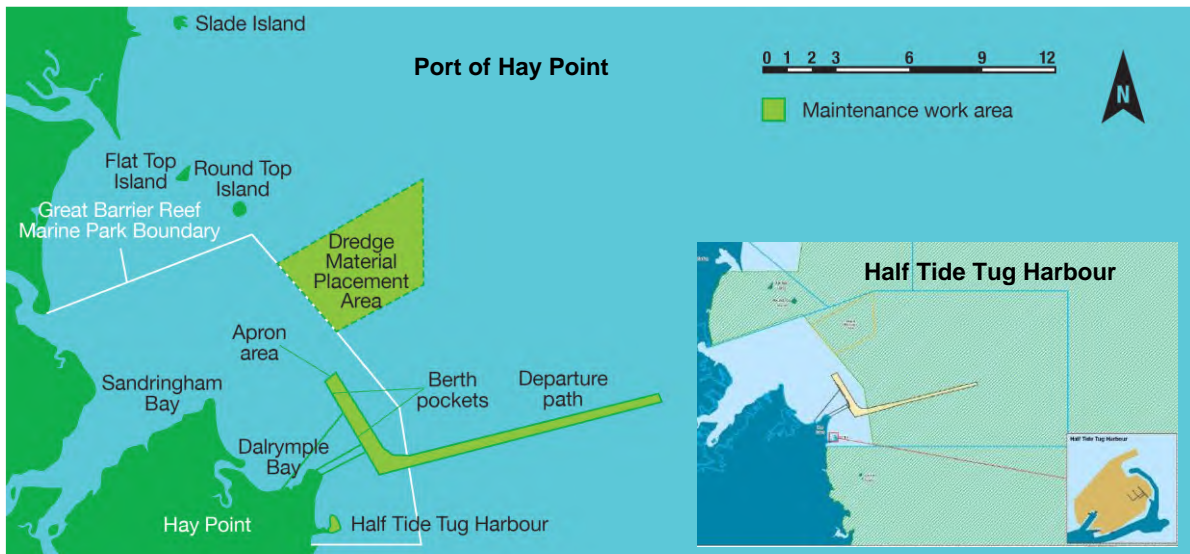 Slade Island
Port of Hay Point
0 1 2 3 6 9 12
N
Maintenance work area
Flat Top
Island
Round Top
Island
Great Barrier Reef
Marine Park Boundary
Dredge
Material
Placement
Area
Apron
area
Sandringham
Bay
Berth
pockets
Departure
path
Dalrymple
Bay
Hay Point
Half Tide Tug Harbour
Half Tide Tug Harbour
Half Tide Tug Harbour